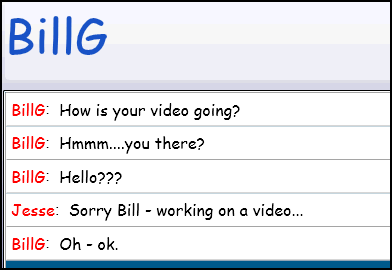 BillG
BillG: How is your video going?
BillG: Hmmm....you there?
BillG: Hello???
Jesse: Sorry Bill - working on a video...
BillG: Oh - ok.